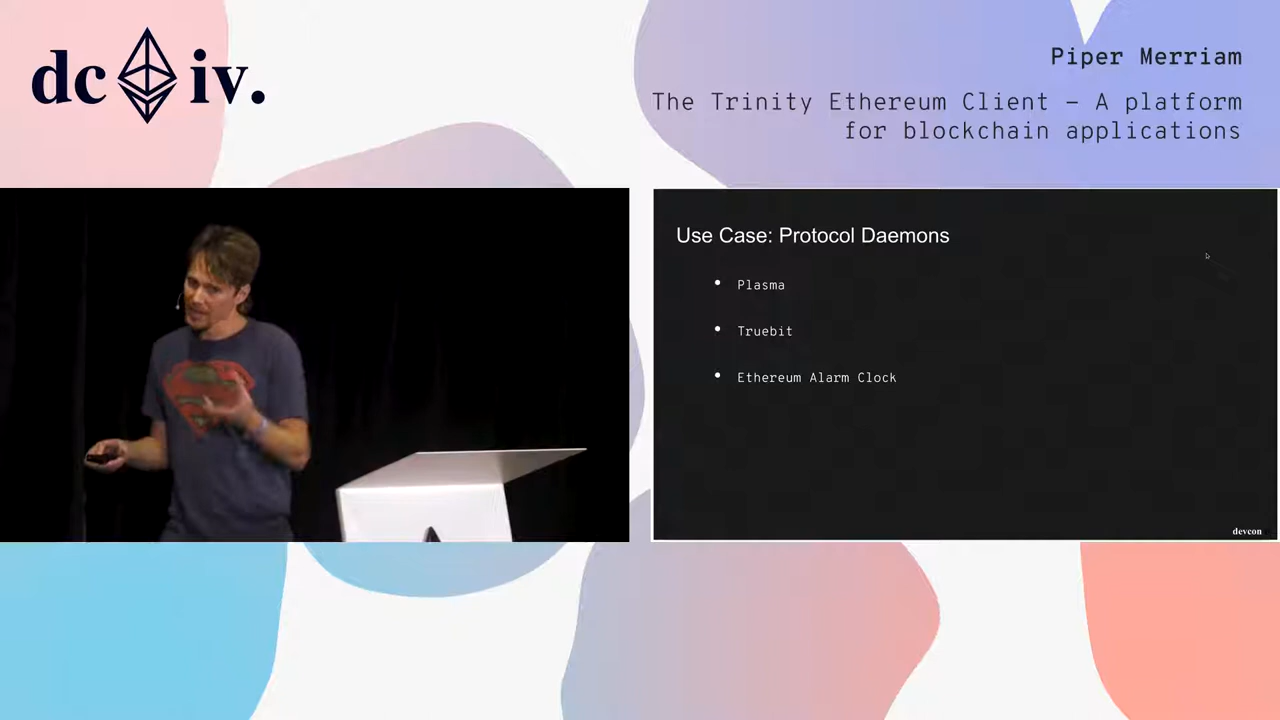 dc iv.
Piper Merriam
The Trinity Ethereum Client – A platform
for blockchain applications
Use Case: Protocol Daemons
• Plasma
• Truebit
• Ethereum Alarm Clock
devcon